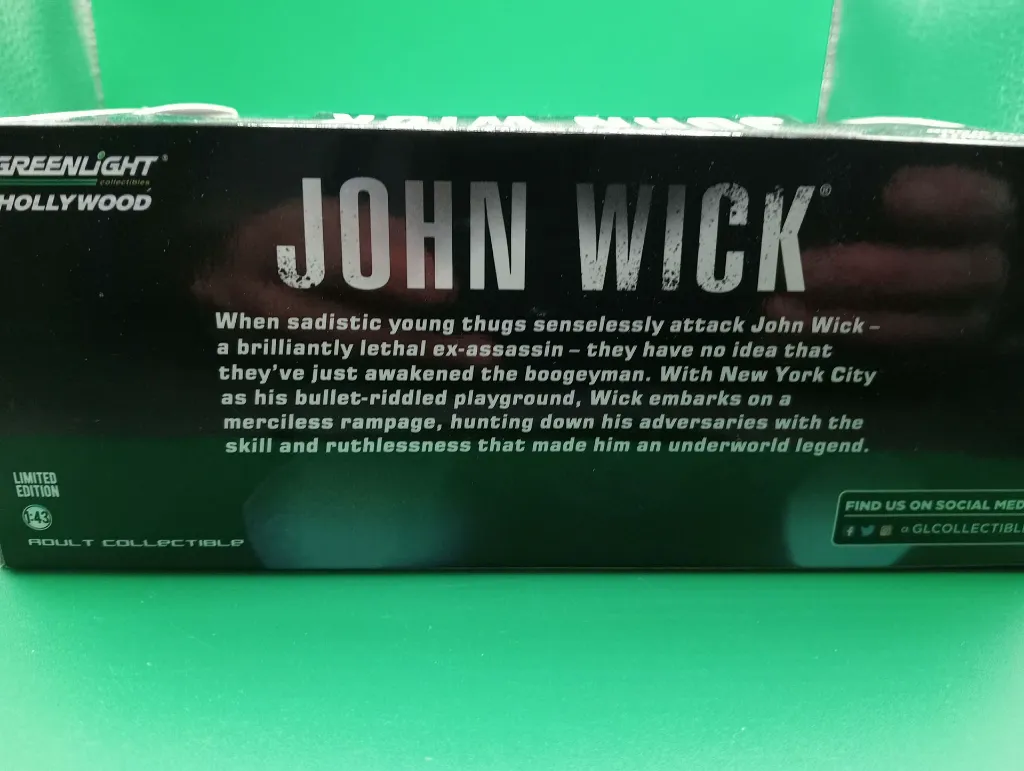 GREENLIGHT®
collectibles
HOLLYWOOD
JOHN WICK®
When sadistic young thugs senselessly attack John Wick –
a brilliantly lethal ex-assassin – they have no idea that
they've just awakened the boogeyman. With New York City
as his bullet-riddled playground, Wick embarks on a
merciless rampage, hunting down his adversaries with the
skill and ruthlessness that made him an underworld legend.
LIMITED
EDITION
1:43
ADULT COLLECTIBLE
FIND US ON SOCIAL MED
@GLCOLLECTIBL
JOHN WICK